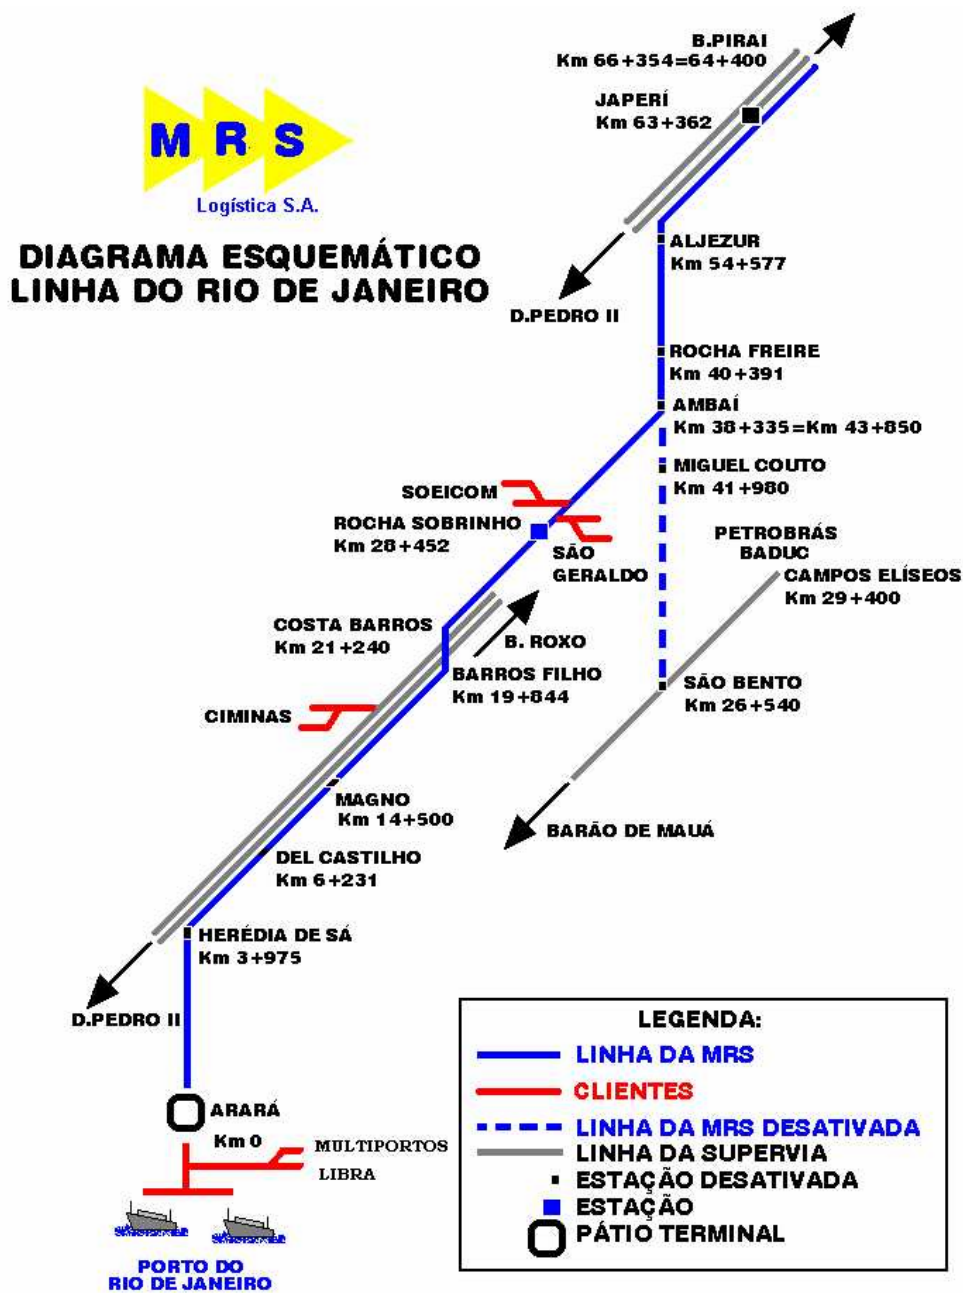 B.PIRAI
Km 66+354=64+400
JAPERÍ
Km 63+362
M R S
Logística S.A.
DIAGRAMA ESQUEMÁTICO
LINHA DO RIO DE JANEIRO
ALJEZUR
Km 54+577
D.PEDRO II
ROCHA FREIRE
Km 40+391
AMBAÍ
Km 38+335=Km 43+850
MIGUEL COUTO
Km 41+980
SOEICOM
ROCHA SOBRINHO
Km 28+452
SÃO
GERALDO
PETROBRÁS
BADUC
CAMPOS ELÍSEOS
Km 29+400
COSTA BARROS
Km 21+240
B. ROXO
BARROS FILHO
Km 19+844
SÃO BENTO
Km 26+540
CIMINAS
MAGNO
Km 14+500
BARÃO DE MAUÁ
DEL CASTILHO
Km 6+231
HERÉDIA DE SÁ
Km 3+975
D.PEDRO II
ARARÁ
Km 0
MULTIPORTOS
LIBRA
PORTO DO
RIO DE JANEIRO
LEGENDA:
LINHA DA MRS
CLIENTES
LINHA DA MRS DESATIVADA
LINHA DA SUPERVIA
ESTAÇÃO DESATIVADA
ESTAÇÃO
PÁTIO TERMINAL